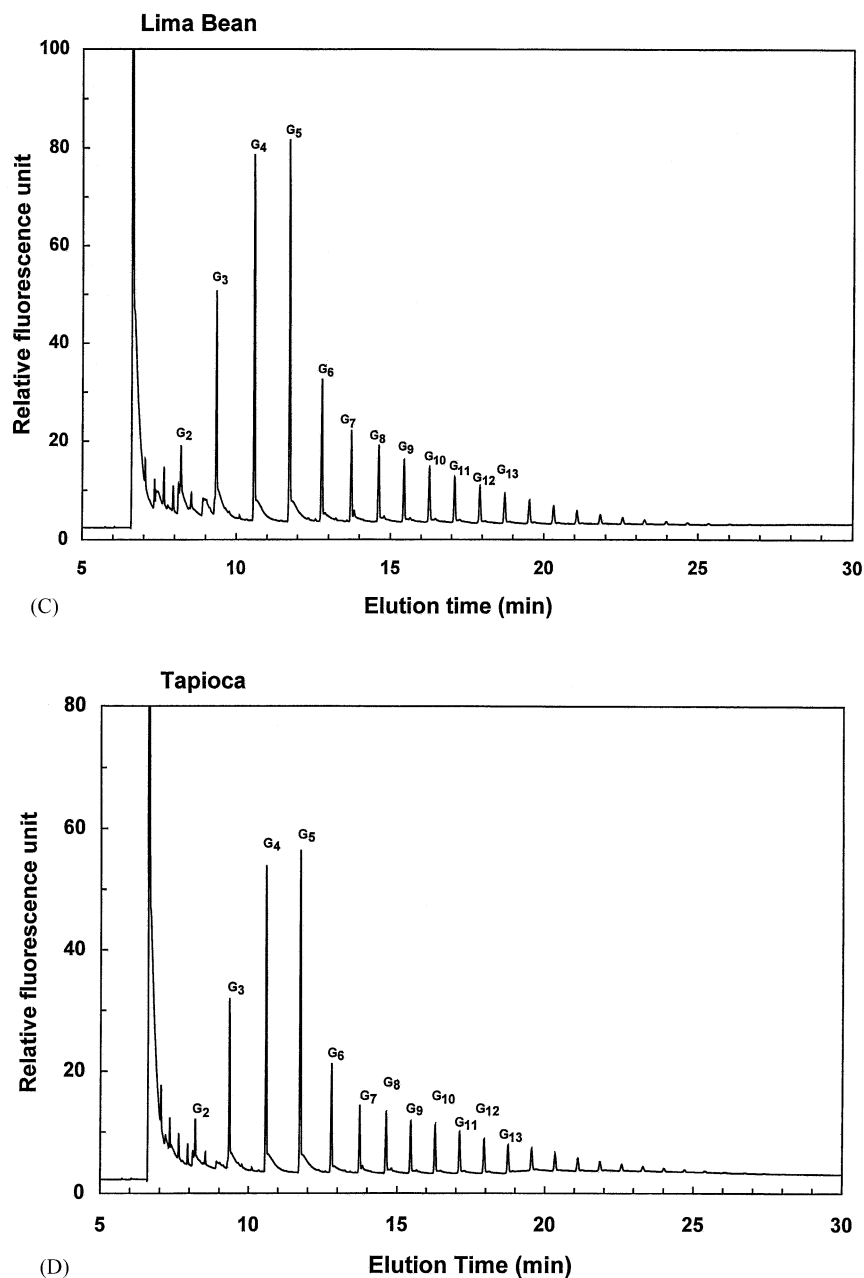 Lima Bean
100
80
60
40
20
0
Relative fluorescence unit
G2
G3
G4
G5
G6
G7
G8
G9
G10
G11
G12
G13
5 10 15 20 25 30
(C) Elution time (min)
Tapioca
80
60
40
20
0
Relative fluorescence unit
G2
G3
G4
G5
G6
G7
G8
G9
G10
G11
G12
G13
5 10 15 20 25 30
(D) Elution Time (min)